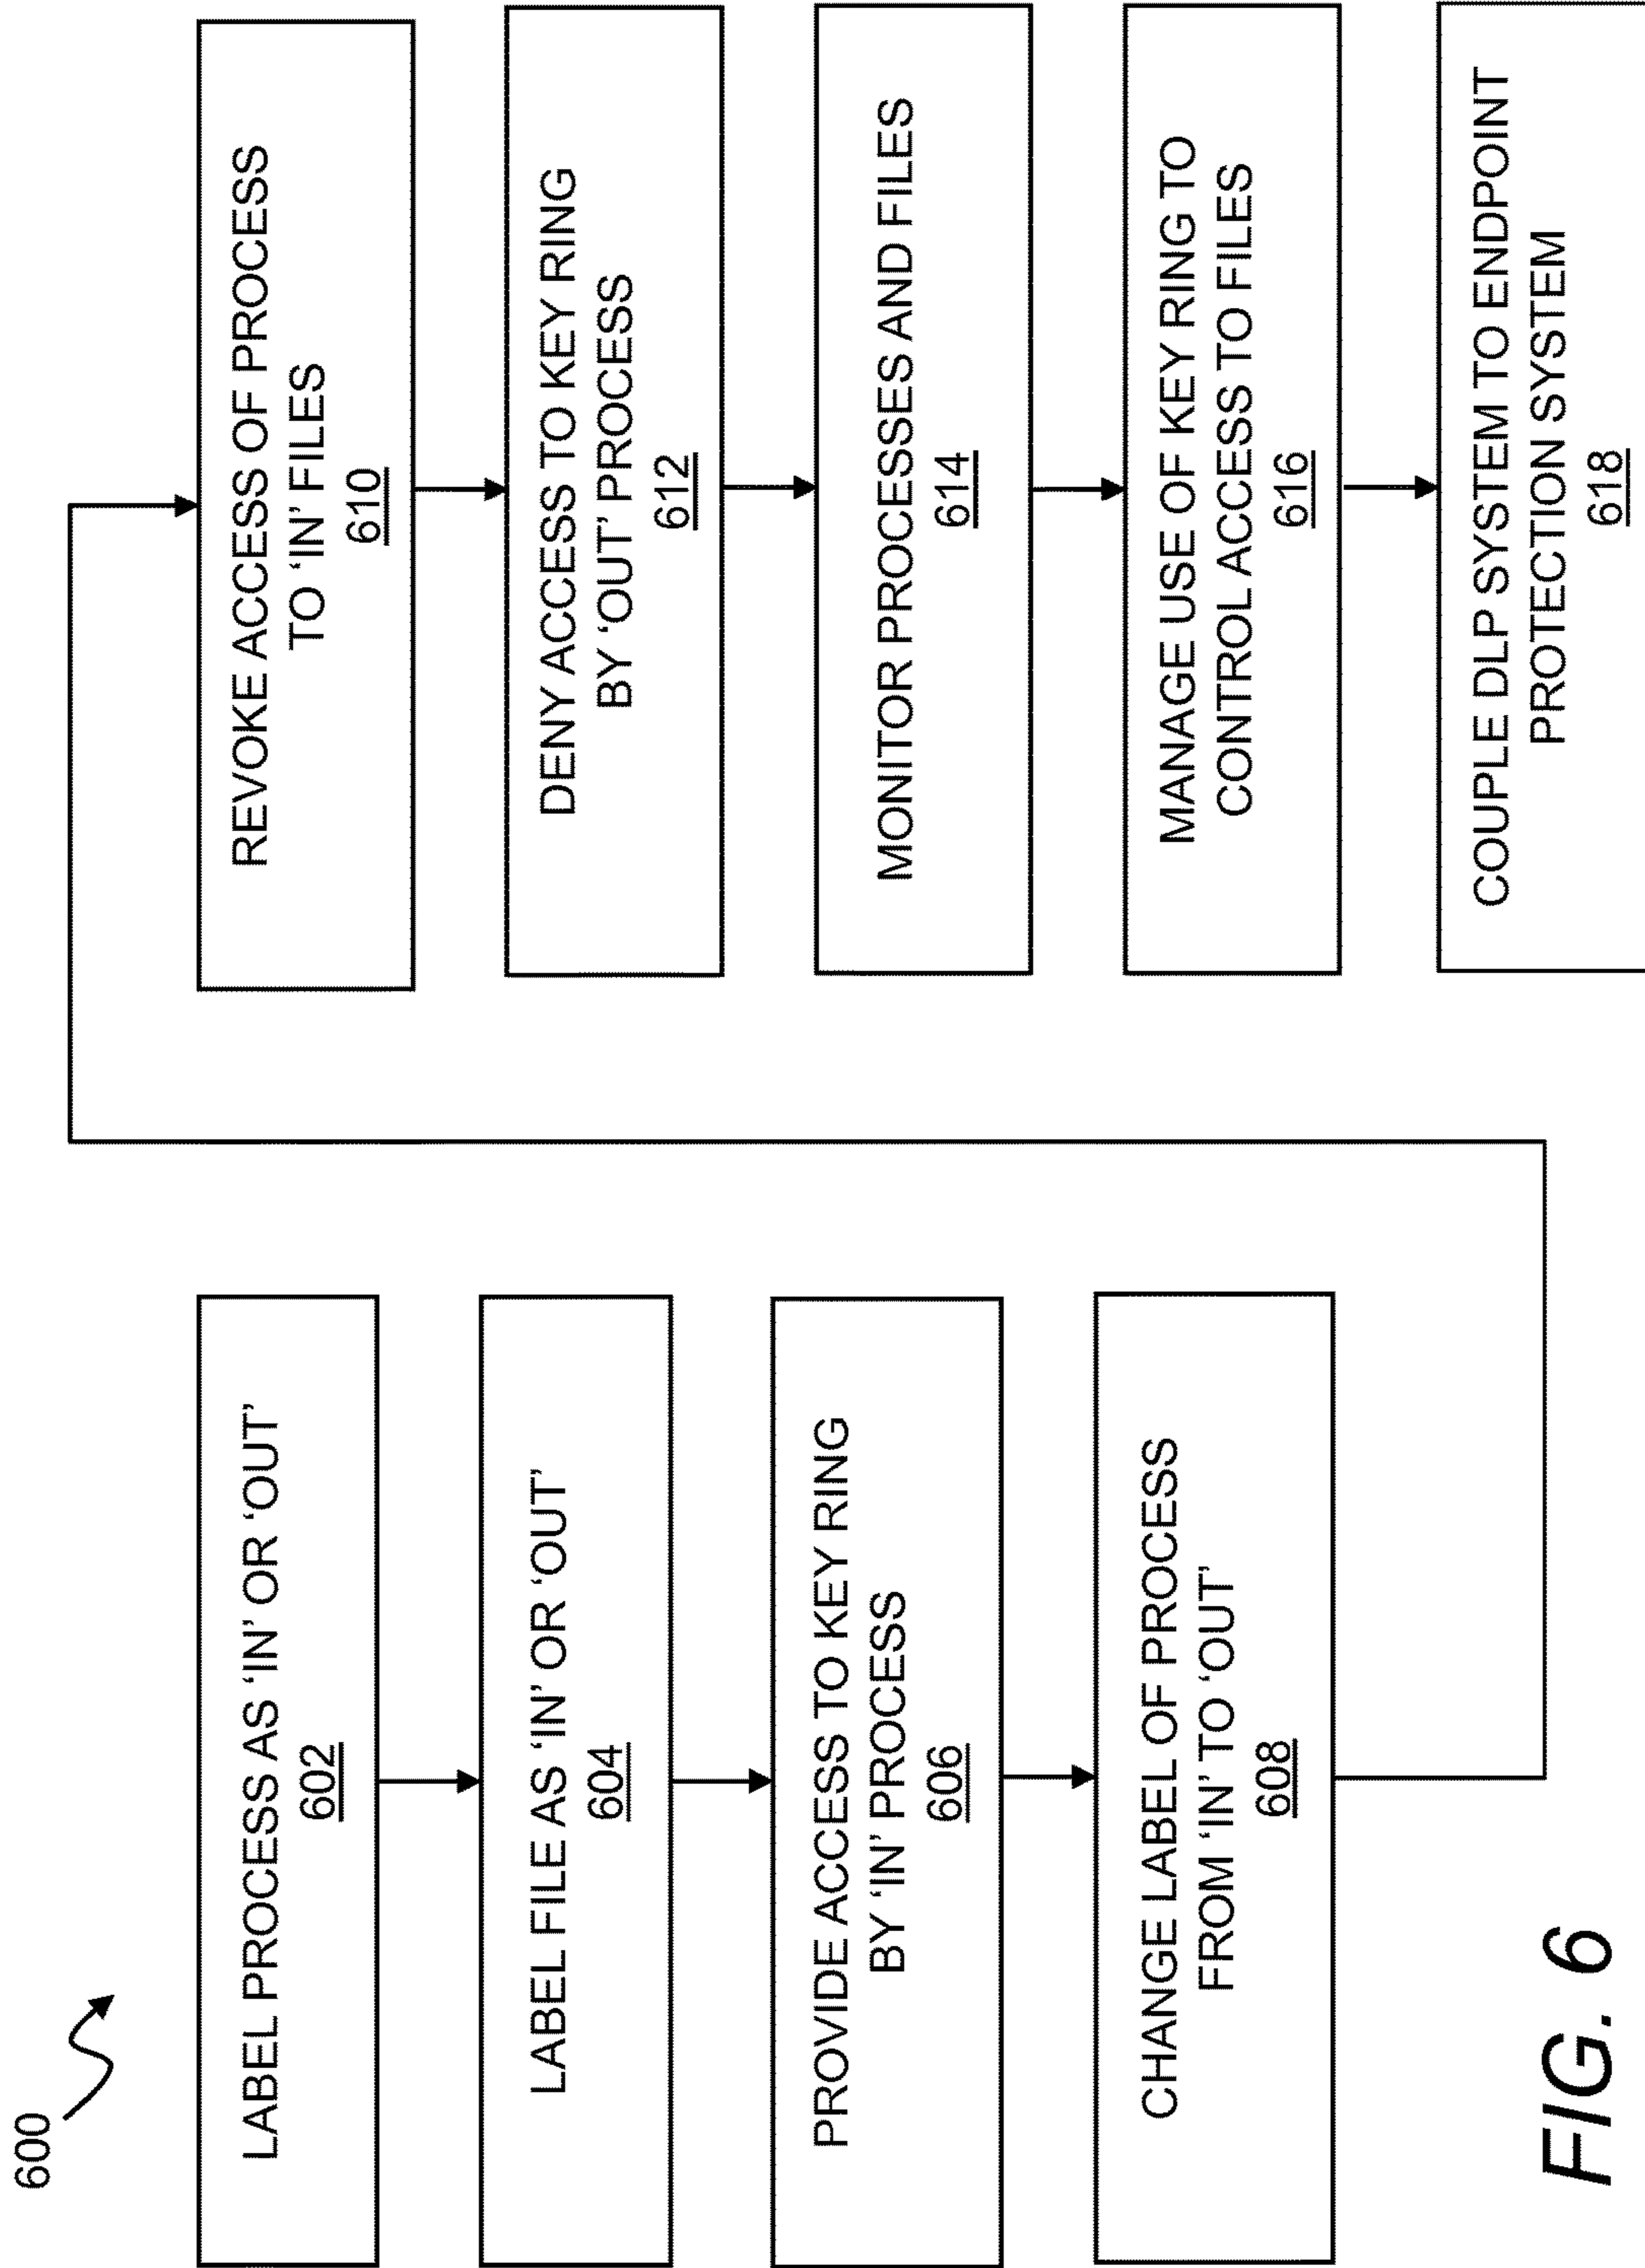 600
LABEL PROCESS AS ‘IN’ OR ‘OUT’
602
LABEL FILE AS ‘IN’ OR ‘OUT’
604
PROVIDE ACCESS TO KEY RING
BY ‘IN’ PROCESS
606
CHANGE LABEL OF PROCESS
FROM ‘IN’ TO ‘OUT’
608
REVOKE ACCESS OF PROCESS
TO ‘IN’ FILES
610
DENY ACCESS TO KEY RING
BY ‘OUT’ PROCESS
612
MONITOR PROCESSES AND FILES
614
MANAGE USE OF KEY RING TO
CONTROL ACCESS TO FILES
616
COUPLE DLP SYSTEM TO ENDPOINT
PROTECTION SYSTEM
618
FIG. 6